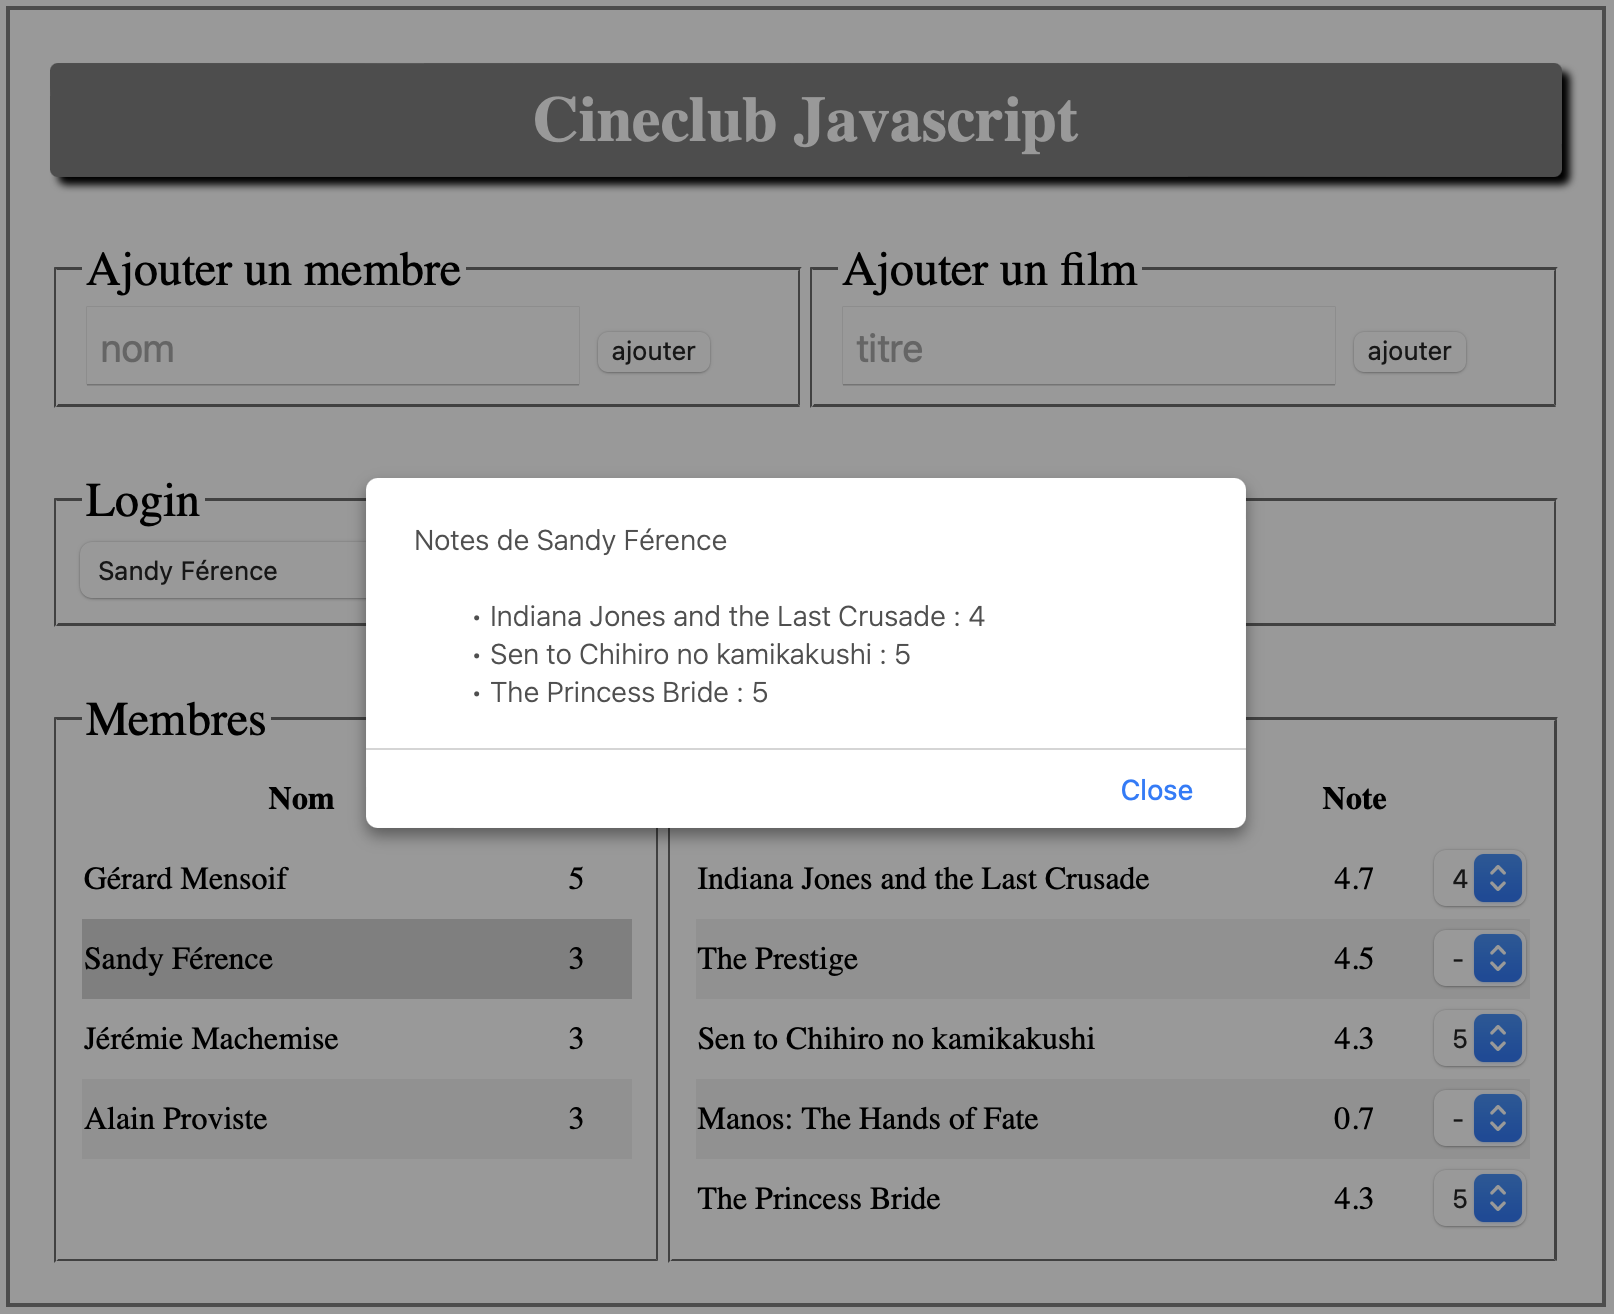 Cineclub Javascript
Ajouter un membre
nom
ajouter
Ajouter un film
titre
ajouter
Login
Sandy Férence
Notes de Sandy Férence
• Indiana Jones and the Last Crusade : 4
• Sen to Chihiro no kamikakushi : 5
• The Princess Bride : 5
Close
Membres
Nom
Gérard Mensoif 5
Sandy Férence 3
Jérémie Machemise 3
Alain Proviste 3
Note
Indiana Jones and the Last Crusade 4.7 4
The Prestige 4.5 -
Sen to Chihiro no kamikakushi 4.3 5
Manos: The Hands of Fate 0.7 -
The Princess Bride 4.3 5